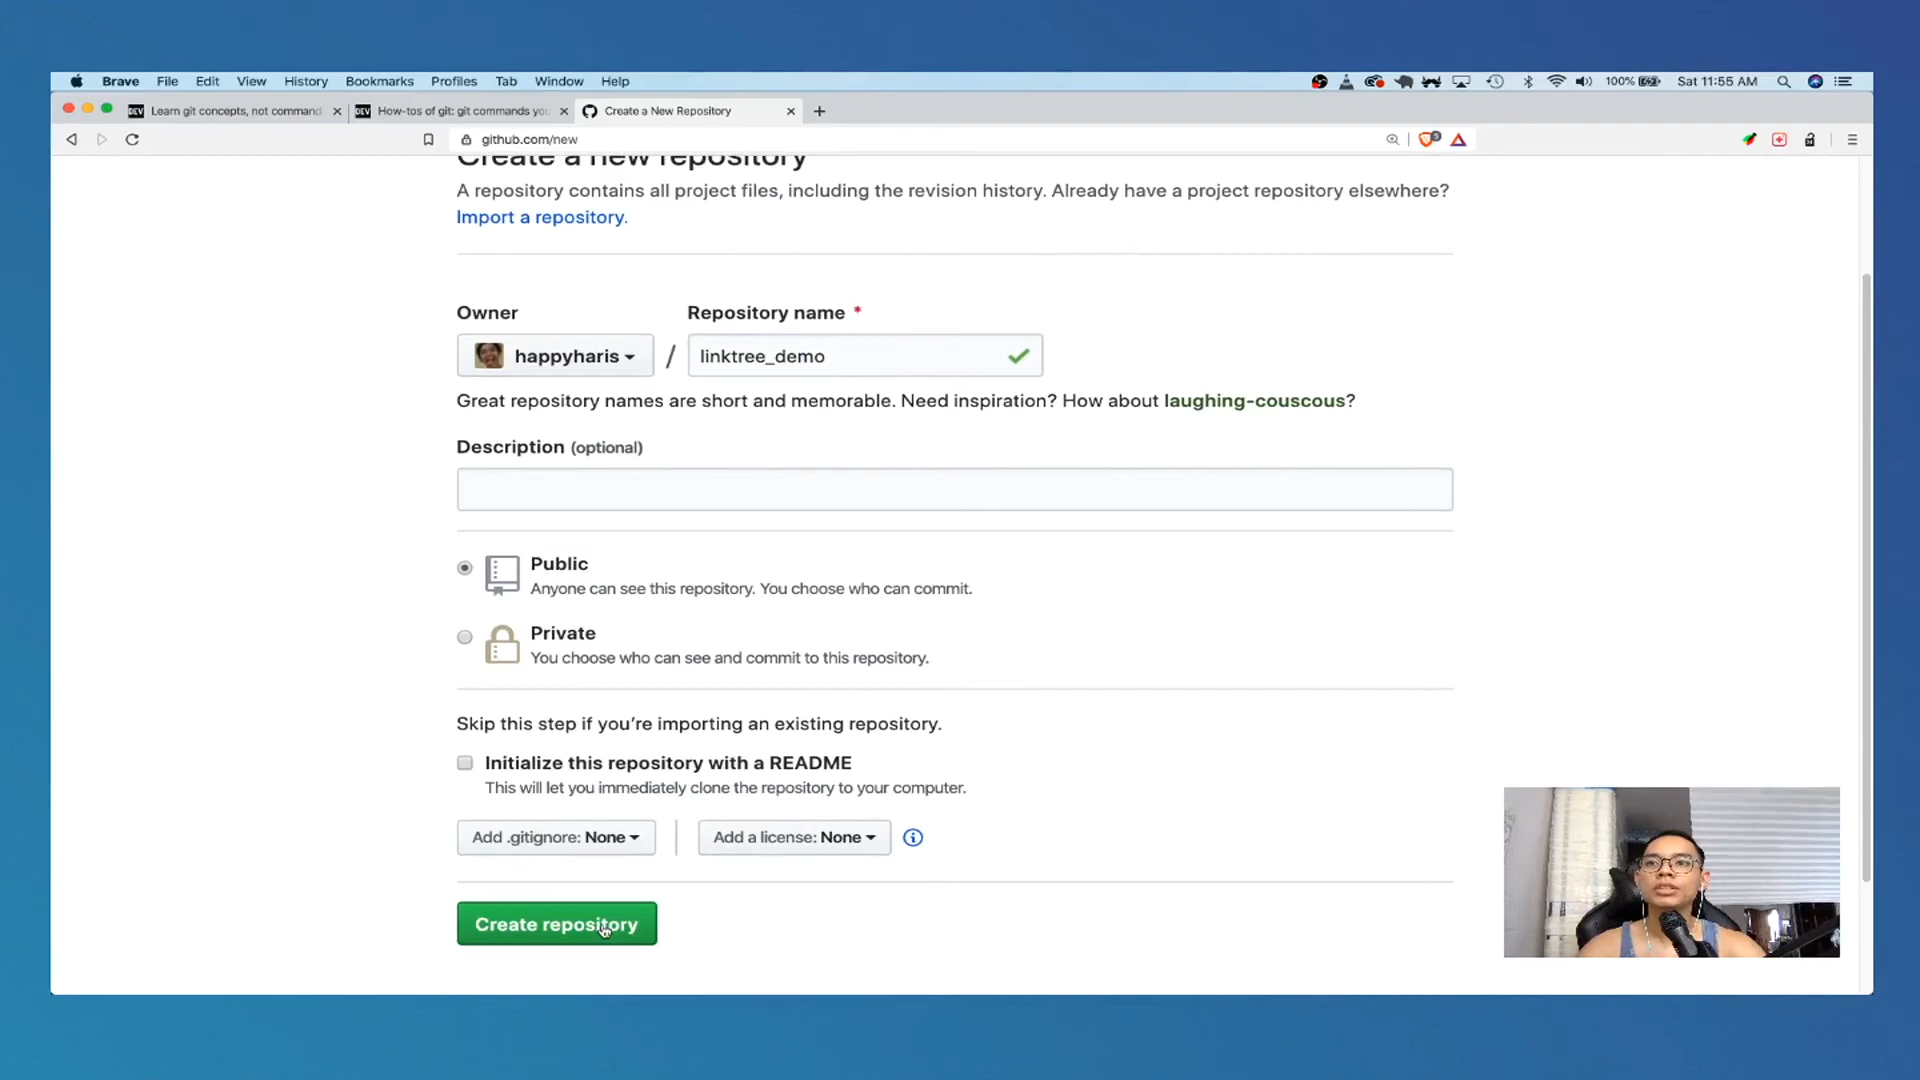 Brave File Edit View History Bookmarks Profiles Tab Window Help 100% Sat 11:55 AM
DEV Learn git concepts, not command DEV How-tos of git: git commands you Create a New Repository
github.com/new 3
Create a new repository
A repository contains all project files, including the revision history. Already have a project repository elsewhere?
Import a repository.
Owner Repository name *
happyharis / linktree_demo
Great repository names are short and memorable. Need inspiration? How about laughing-couscous?
Description (optional)
Public
Anyone can see this repository. You choose who can commit.
Private
You choose who can see and commit to this repository.
Skip this step if you’re importing an existing repository.
Initialize this repository with a README
This will let you immediately clone the repository to your computer.
Add .gitignore: None Add a license: None
Create repository